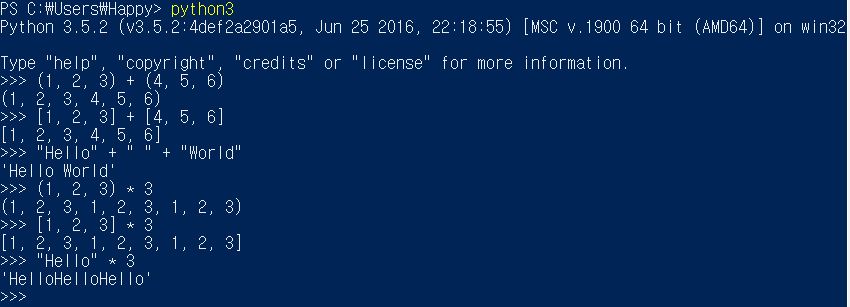 PS C:₩Users₩Happy> python3
Python 3.5.2 (v3.5.2:4def2a2901a5, Jun 25 2016, 22:18:55) [MSC v.1900 64 bit (AMD64)] on win32
Type "help", "copyright", "credits" or "license" for more information.
>>> (1, 2, 3) + (4, 5, 6)
(1, 2, 3, 4, 5, 6)
>>> [1, 2, 3] + [4, 5, 6]
[1, 2, 3, 4, 5, 6]
>>> "Hello" + " " + "World"
'Hello World'
>>> (1, 2, 3) * 3
(1, 2, 3, 1, 2, 3, 1, 2, 3)
>>> [1, 2, 3] * 3
[1, 2, 3, 1, 2, 3, 1, 2, 3]
>>> "Hello" * 3
'HelloHelloHello'
>>>